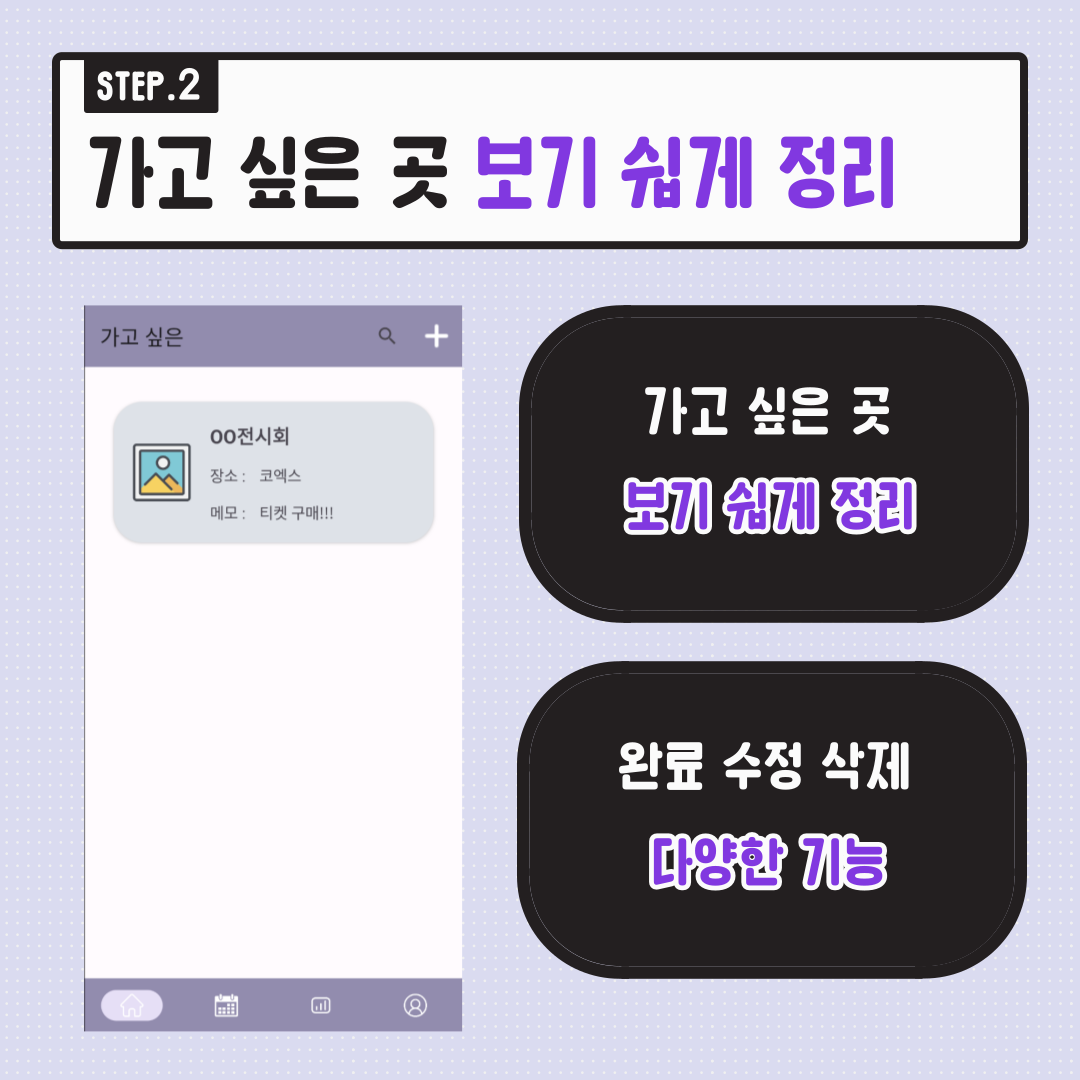 STEP.2
가고 싶은 곳 보기 쉽게 정리
가고 싶은
OO전시회
장소 : 코엑스
메모 : 티켓 구매!!!
가고 싶은 곳
보기 쉽게 정리
완료 수정 삭제
다양한 기능